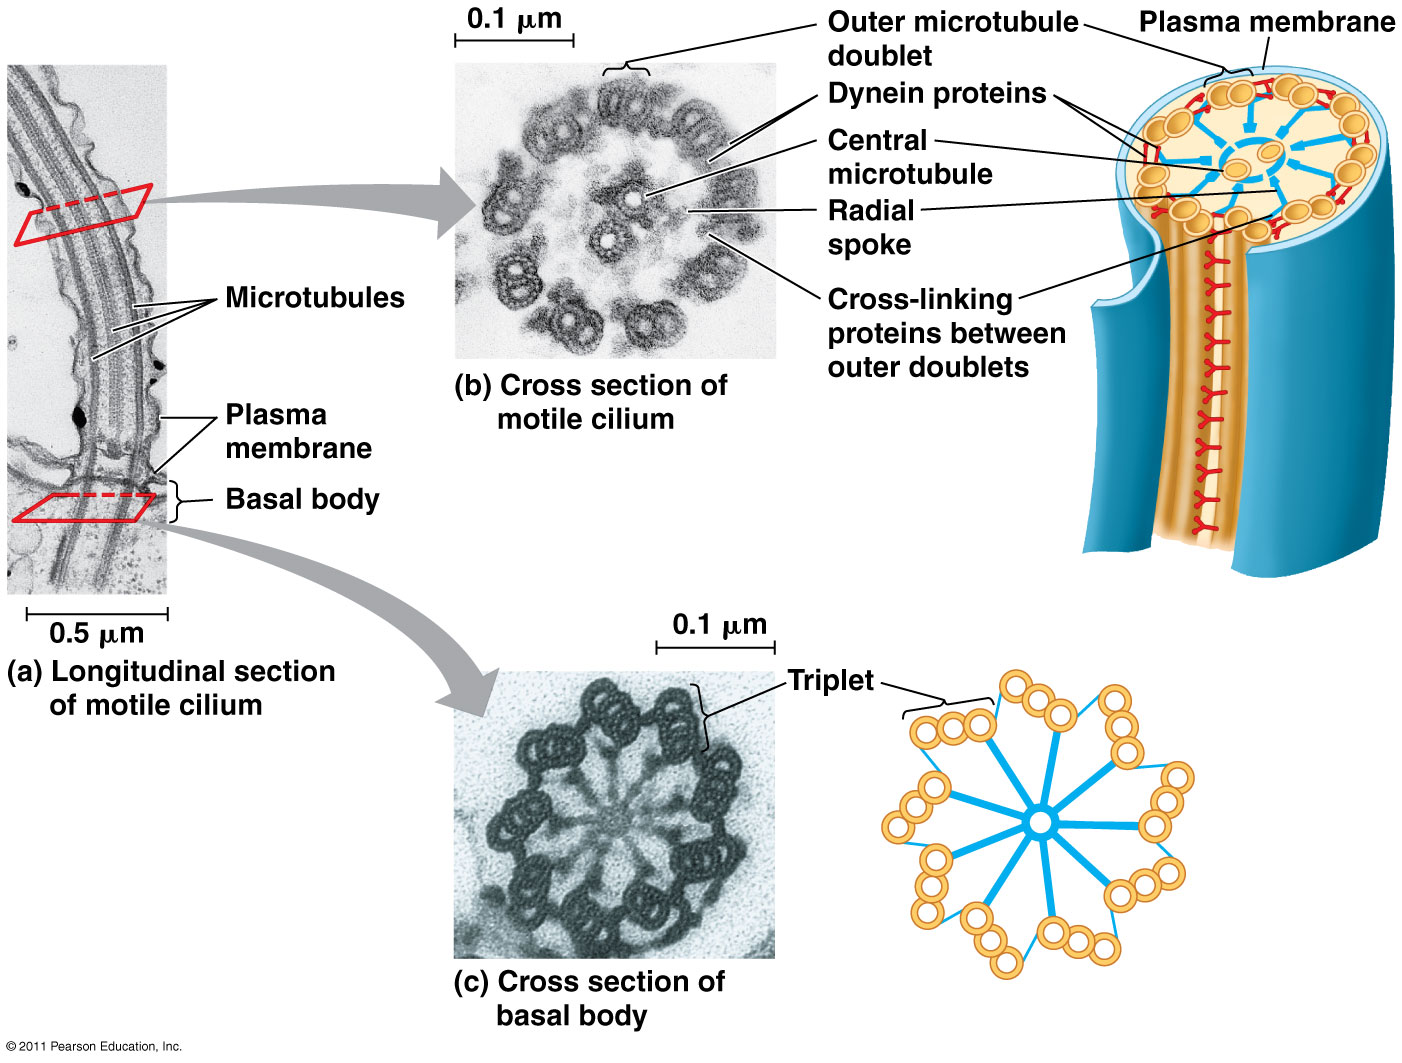 0.1 μm
Outer microtubule
doublet
Plasma membrane
Dynein proteins
Central
microtubule
Radial
spoke
Microtubules
Cross-linking
proteins between
outer doublets
(b) Cross section of
motile cilium
Plasma
membrane
Basal body
0.5 μm
(a) Longitudinal section
of motile cilium
0.1 μm
Triplet
(c) Cross section of
basal body
© 2011 Pearson Education, Inc.